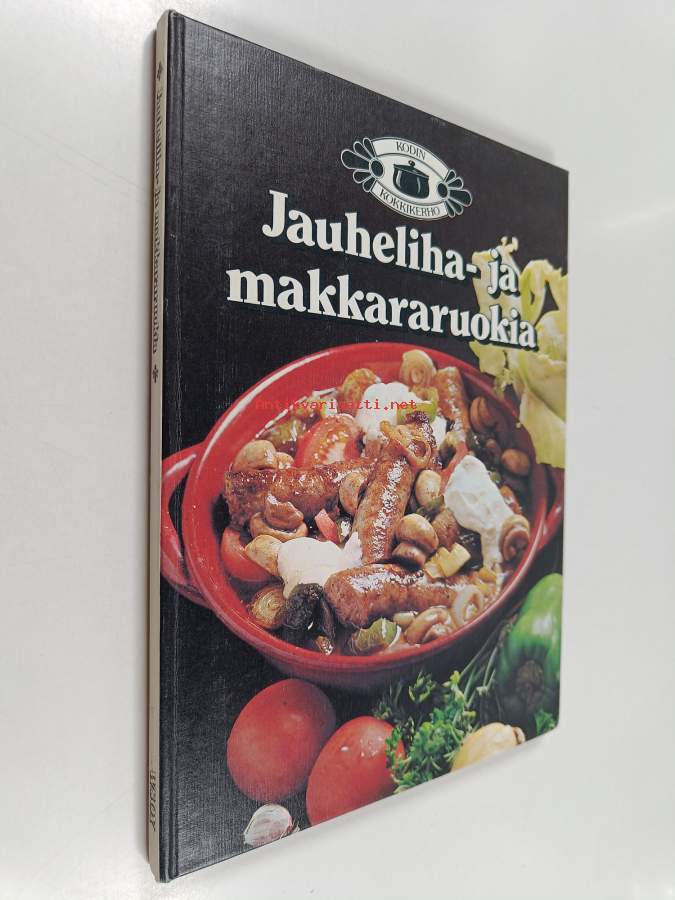 KODIN
KOKKIKERHO
Jauheliha- ja
makkararuokia
antikvariaatti.net
Jauheliha- ja makkararuokia